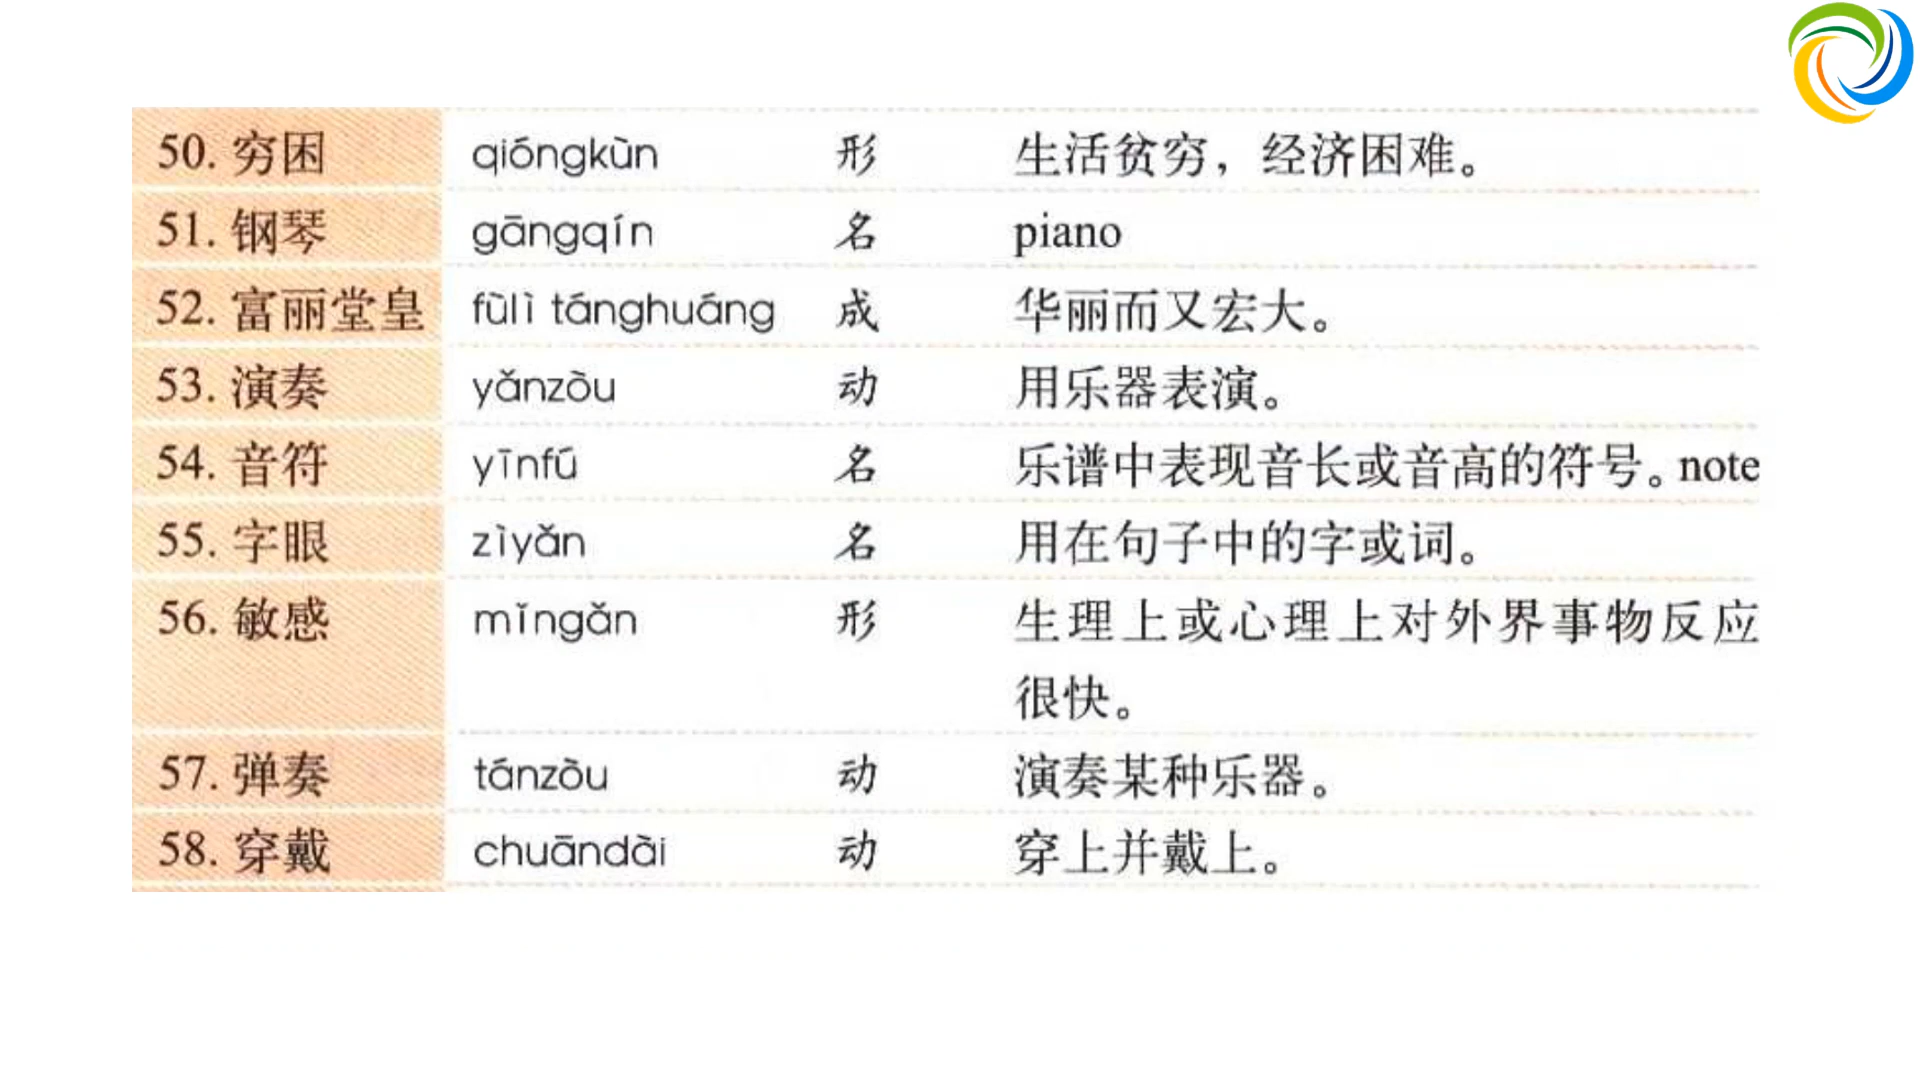 50. 穷困 qióngkùn 形 生活贫穷，经济困难。
51. 钢琴 gāngqín 名 piano
52. 富丽堂皇 fùlì tánghuáng 成 华丽而又宏大。
53. 演奏 yǎnzòu 动 用乐器表演。
54. 音符 yīnfú 名 乐谱中表现音长或音高的符号。note
55. 字眼 zìyǎn 名 用在句子中的字或词。
56. 敏感 mǐngǎn 形 生理上或心理上对外界事物反应
很快。
57. 弹奏 tánzòu 动 演奏某种乐器。
58. 穿戴 chuāndài 动 穿上并戴上。